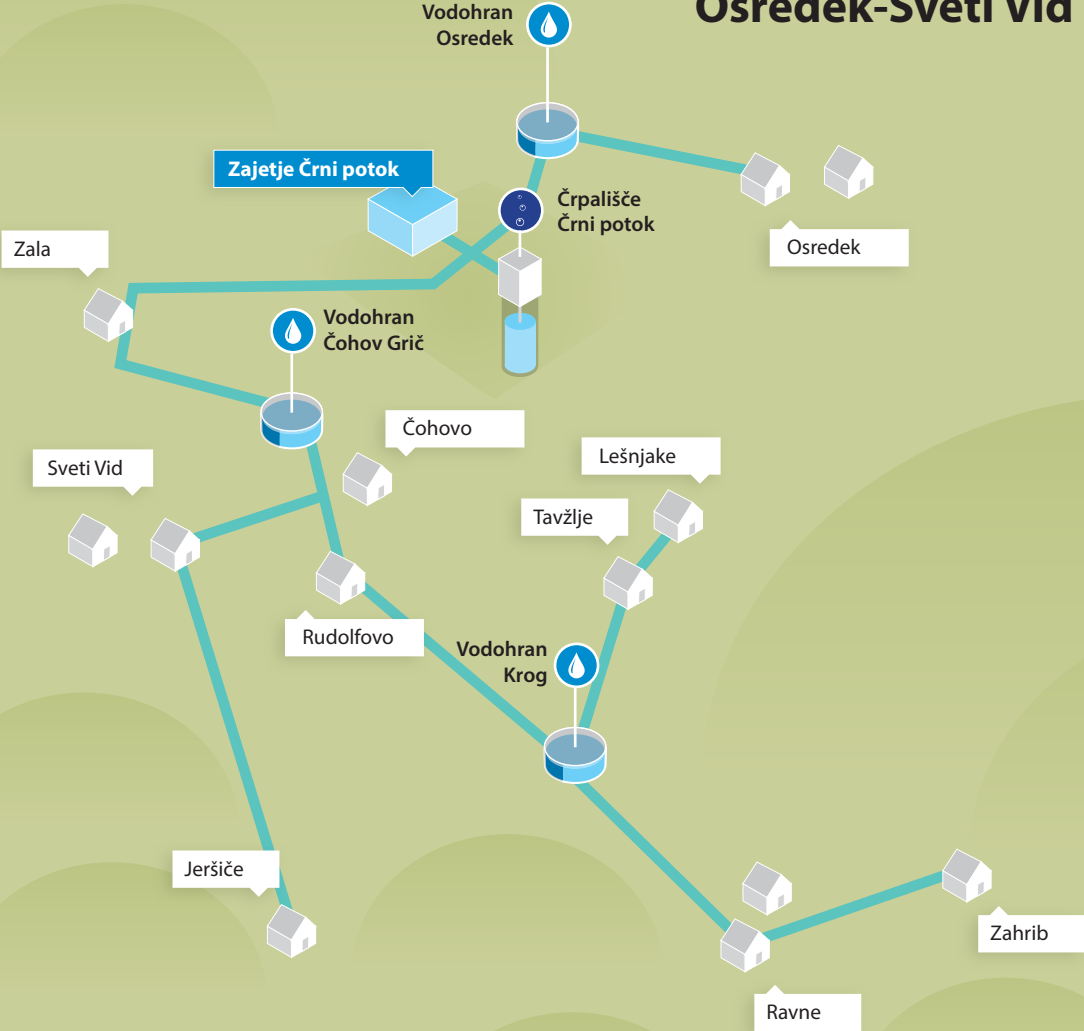 Osredek-Sveti Vid
Vodohran
Osredek
Zajetje Črni potok
Črpališče
Črni potok
Osredek
Zala
Vodohran
Čohov Grič
Čohovo
Sveti Vid
Lešnjake
Tavžlje
Rudolfovo
Vodohran
Krog
Jeršiče
Zahrib
Ravne